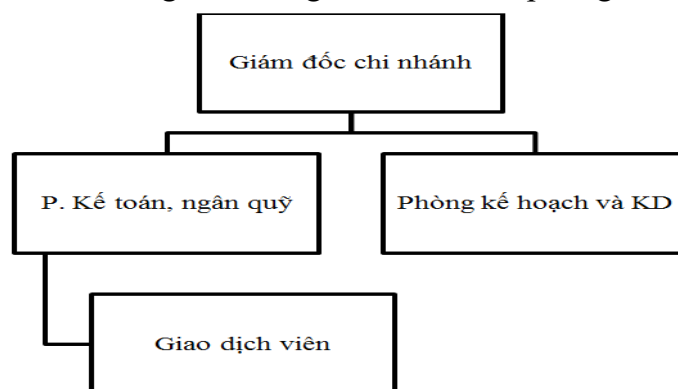 Giám đốc chi nhánh
P. Kế toán, ngân quỹ
Phòng kế hoạch và KD
Giao dịch viên